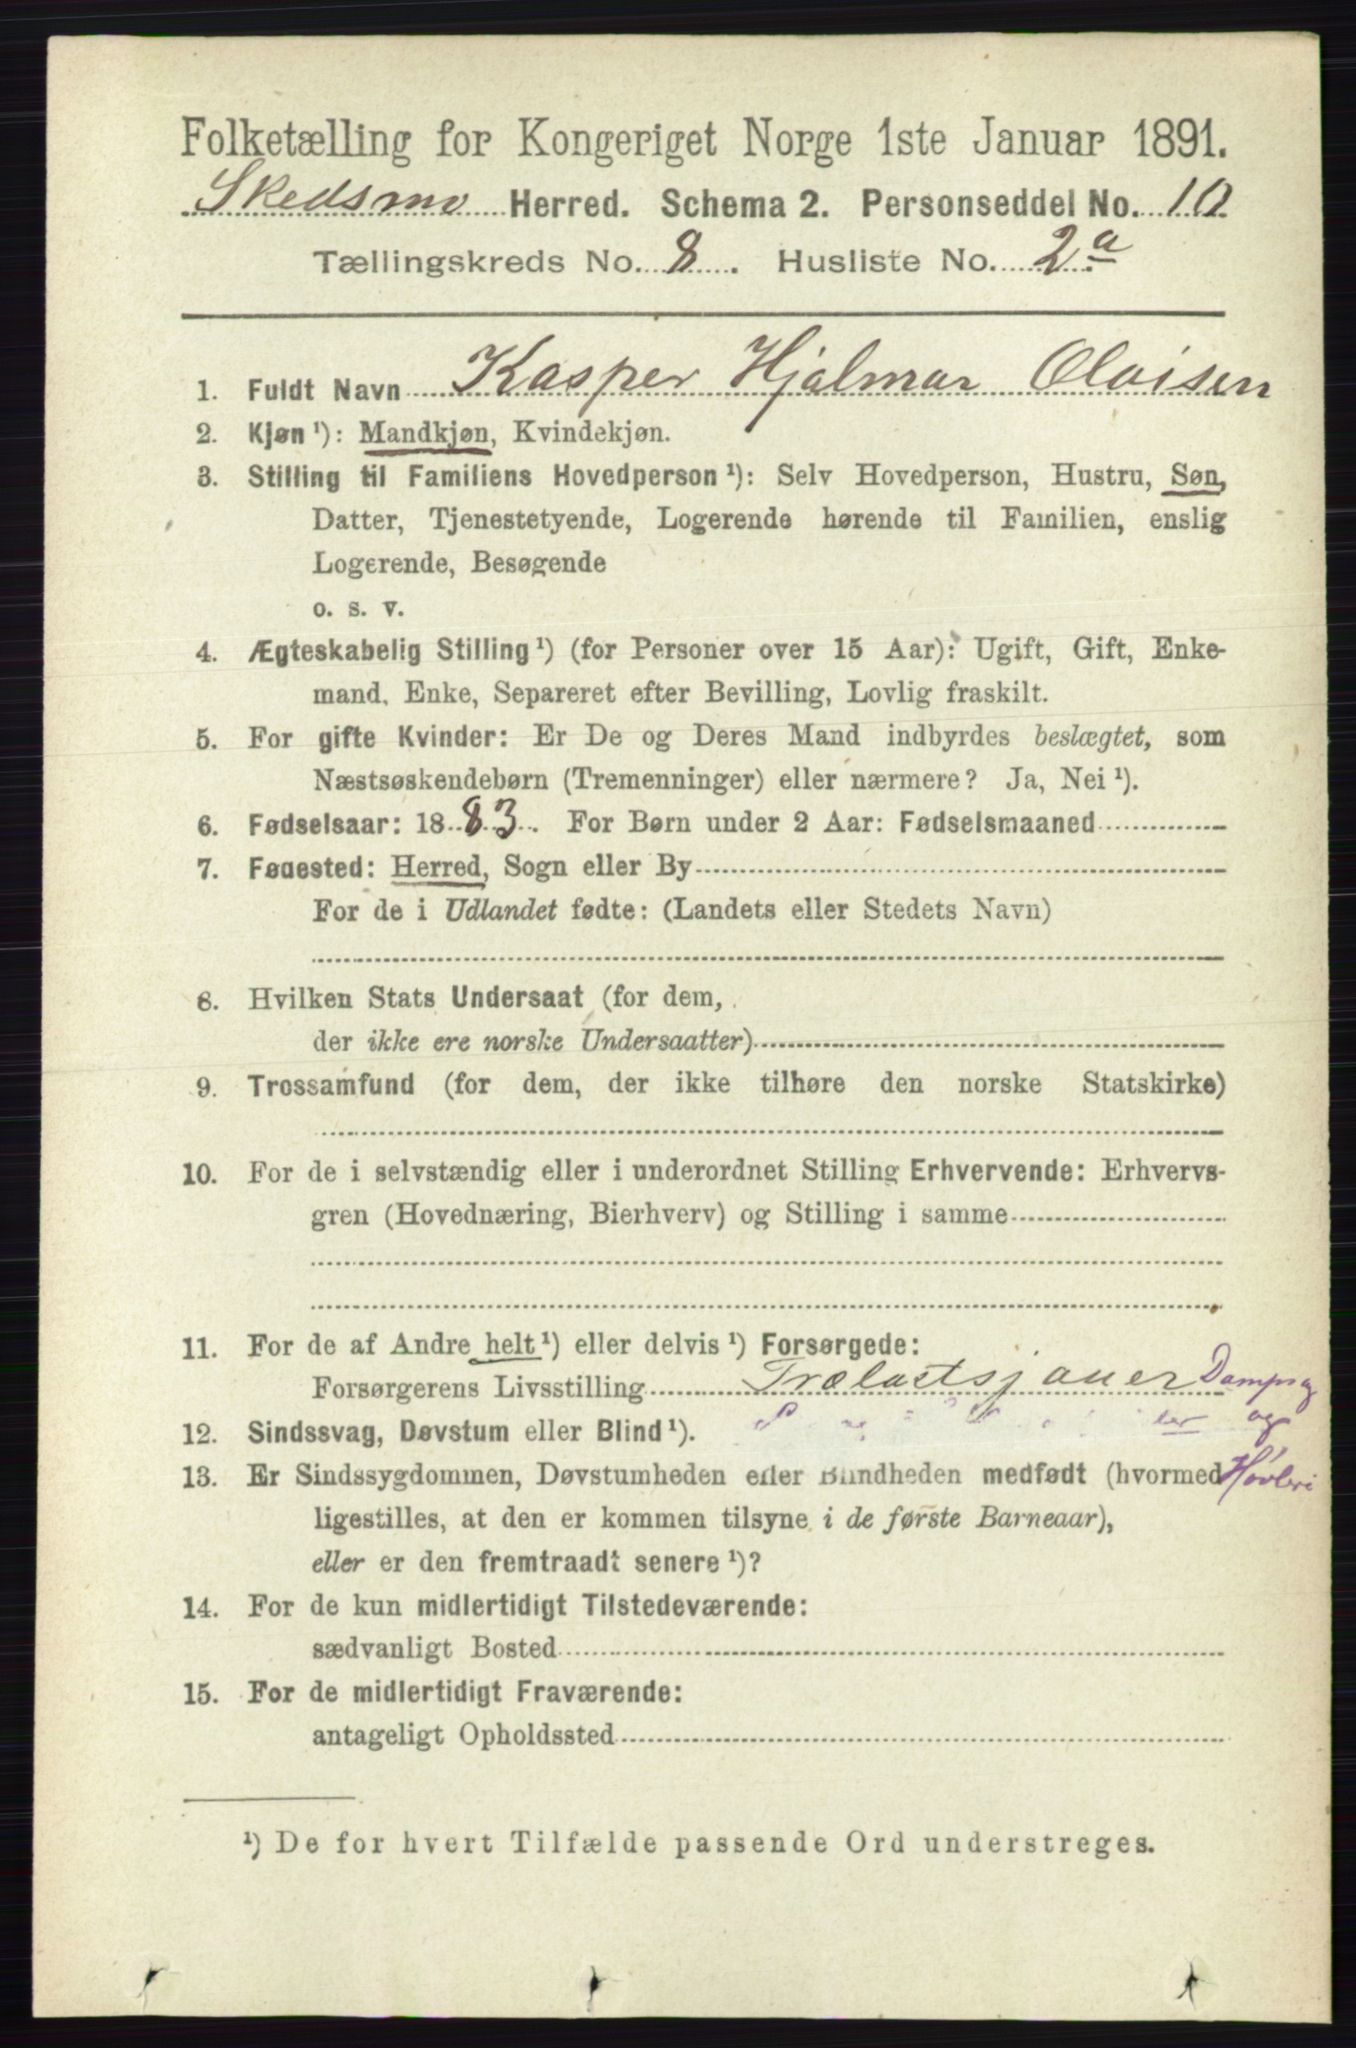 Folketælling for Kongeriget Norge 1ste Januar 1891.
Skedsmo Herred. Schema 2. Personseddel No. 10
Tællingskreds No. 8. Husliste No. 2a
1. Fuldt Navn Kasper Hjalmar Olaisen
2. Kjøn ¹): Mandkjøn, Kvindekjøn.
3. Stilling til Familiens Hovedperson ¹): Selv Hovedperson, Hustru, Søn,
Datter, Tjenestetyende, Logerende hørende til Familien, enslig
Logerende, Besøgende
o. s. v.
4. Ægteskabelig Stilling ¹) (for Personer over 15 Aar): Ugift, Gift, Enke-
mand, Enke, Separeret efter Bevilling, Lovlig fraskilt.
5. For gifte Kvinder: Er De og Deres Mand indbyrdes beslægtet, som
Næstsøskendebørn (Tremenninger) eller nærmere? Ja, Nei ¹).
6. Fødselsaar: 1883. For Børn under 2 Aar: Fødselsmaaned
7. Fødested: Herred, Sogn eller By
For de i Udlandet fødte: (Landets eller Stedets Navn)
8. Hvilken Stats Undersaat (for dem,
der ikke ere norske Undersaatter)
9. Trossamfund (for dem, der ikke tilhøre den norske Statskirke)
10. For de i selvstændig eller i underordnet Stilling Erhvervende: Erhvervs-
gren (Hovednæring, Bierhverv) og Stilling i samme
11. For de af Andre helt ¹) eller delvis ¹) Forsørgede:
Forsørgerens Livsstilling Trælastsjauer Dampsag
12. Sindssvag, Døvstum eller Blind ¹). og
13. Er Sindssygdommen, Døvstumheden eller Blindheden medfødt (hvormed Høvleri
ligestilles, at den er kommen tilsyne i de første Barneaar),
eller er den fremtraadt senere ¹)?
14. For de kun midlertidigt Tilstedeværende:
sædvanligt Bosted
15. For de midlertidigt Fraværende:
antageligt Opholdssted
¹) De for hvert Tilfælde passende Ord understreges.